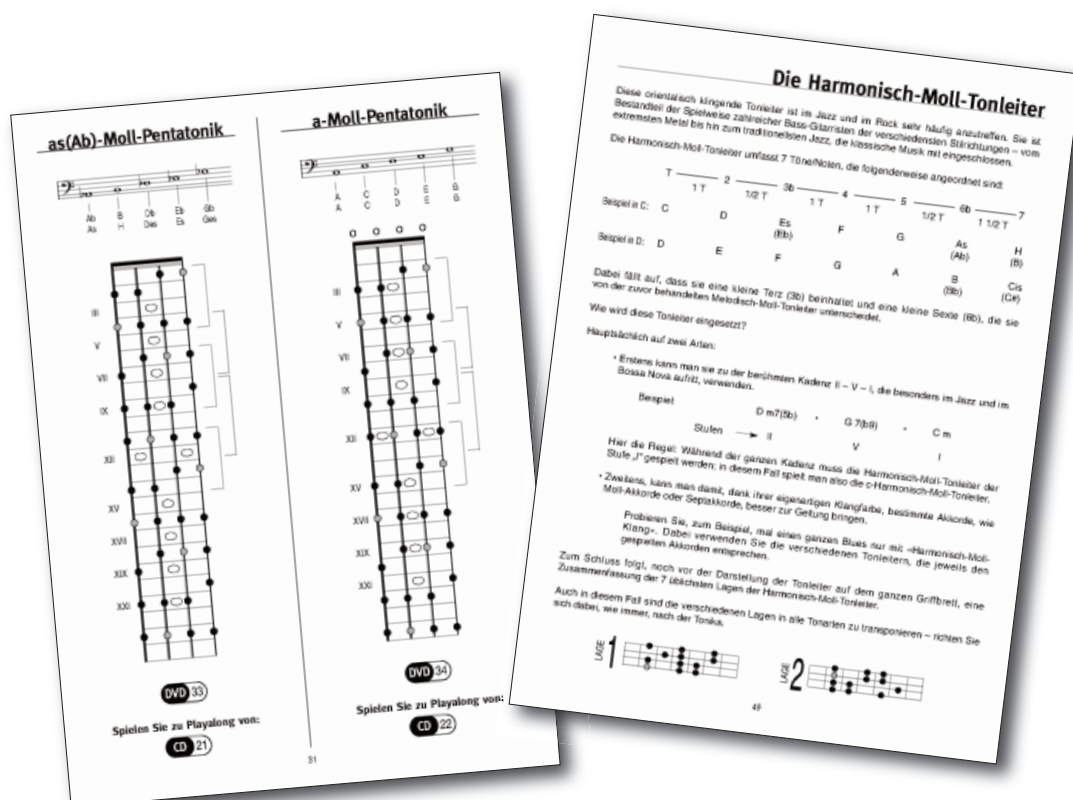 as(Ab)-Moll-Pentatonik
Ab B Db Eb Gb
As H Des Es Ges
III
V
VII
IX
XII
XV
XVII
XIX
XXI
DVD 33
Spielen Sie zu Playalong von:
CD 21
a-Moll-Pentatonik
A C D E G
A C D E G
III
V
VII
IX
XII
XV
XVII
XIX
XXI
DVD 34
Spielen Sie zu Playalong von:
CD 22
31
Die Harmonisch-Moll-Tonleiter
Diese orientalisch klingende Tonleiter ist im Jazz und im Rock sehr häufig anzutreffen. Sie ist
Bestandteil der Spielweise zahlreicher Bass-Gitarristen der verschiedensten Stilrichtungen – vom
extremsten Metal bis hin zum traditionellsten Jazz, die klassische Musik mit eingeschlossen.
Die Harmonisch-Moll-Tonleiter umfasst 7 Töne/Noten, die folgenderweise angeordnet sind:
T 2 3b 4 5 6b 7
1 T 1/2 T 1 T 1 T 1/2 T 1 1/2 T
Beispiel in C: C D Es F G As H
(Eb) (Ab) (B)
Beispiel in D: D E F G A B Cis
(Bb) (C#)
Dabei fällt auf, dass sie eine kleine Terz (3b) beinhaltet und eine kleine Sexte (6b), die sie
von der zuvor behandelten Melodisch-Moll-Tonleiter unterscheidet.
Wie wird diese Tonleiter eingesetzt?
Hauptsächlich auf zwei Arten:
• Erstens kann man sie zu der berühmten Kadenz II – V – I, die besonders im Jazz und im
Bossa Nova auftritt, verwenden.
Beispiel: D m7(5b) • G 7(b9) • C m
Stufen II V I
Hier die Regel: Während der ganzen Kadenz muss die Harmonisch-Moll-Tonleiter der
Stufe „I“ gespielt werden; in diesem Fall spielt man also die c-Harmonisch-Moll-Tonleiter.
• Zweitens, kann man damit, dank ihrer eigenartigen Klangfarbe, bestimmte Akkorde, wie
Moll-Akkorde oder Septakkorde, besser zur Geltung bringen.
Probieren Sie, zum Beispiel, mal einen ganzen Blues nur mit «Harmonisch-Moll-
Klang». Dabei verwenden Sie die verschiedenen Tonleitern, die jeweils den
gespielten Akkorden entsprechen.
Zum Schluss folgt, noch vor der Darstellung der Tonleiter auf dem ganzen Griffbrett, eine
Zusammenfassung der 7 üblichsten Lagen der Harmonisch-Moll-Tonleiter.
Auch in diesem Fall sind die verschiedenen Lagen in alle Tonarten zu transponieren – richten Sie
sich dabei, wie immer, nach der Tonika.
LAGE 1
LAGE 2